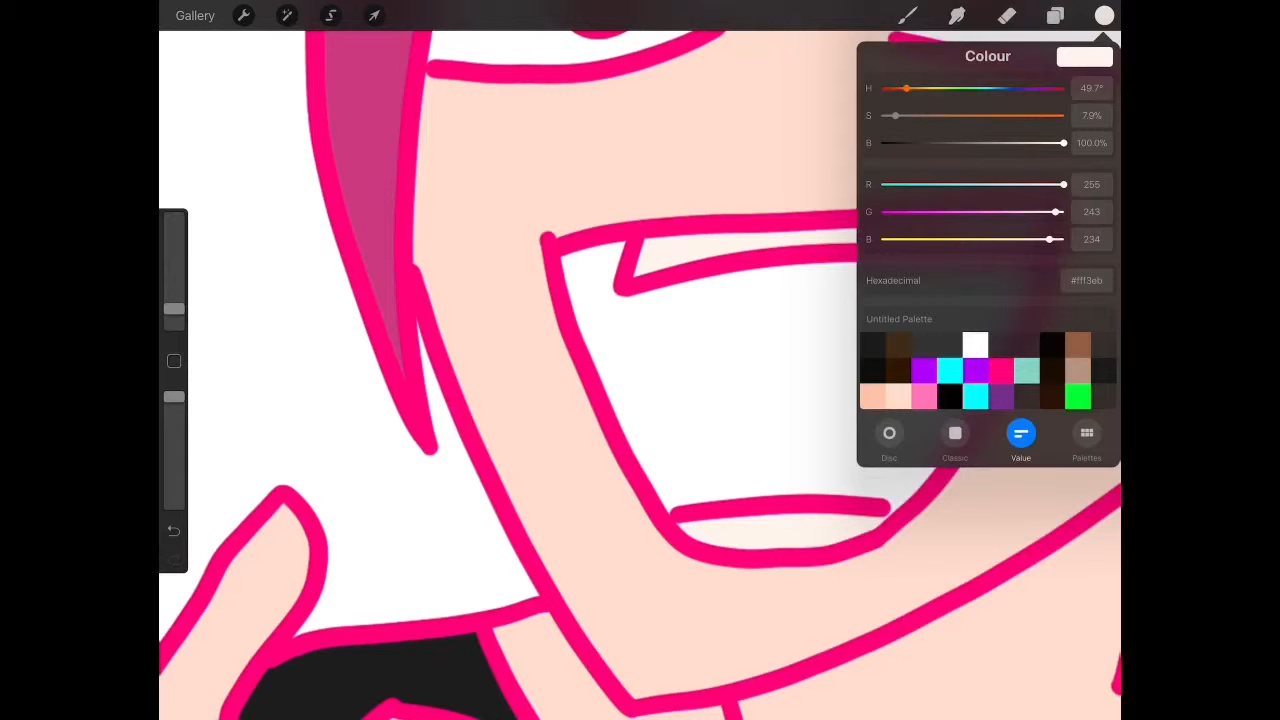 Gallery
Colour
H 49.7°
S 7.9%
B 100.0%
R 255
G 243
B 234
Hexadecimal #fff3eb
Untitled Palette
Disc Classic Value Palettes